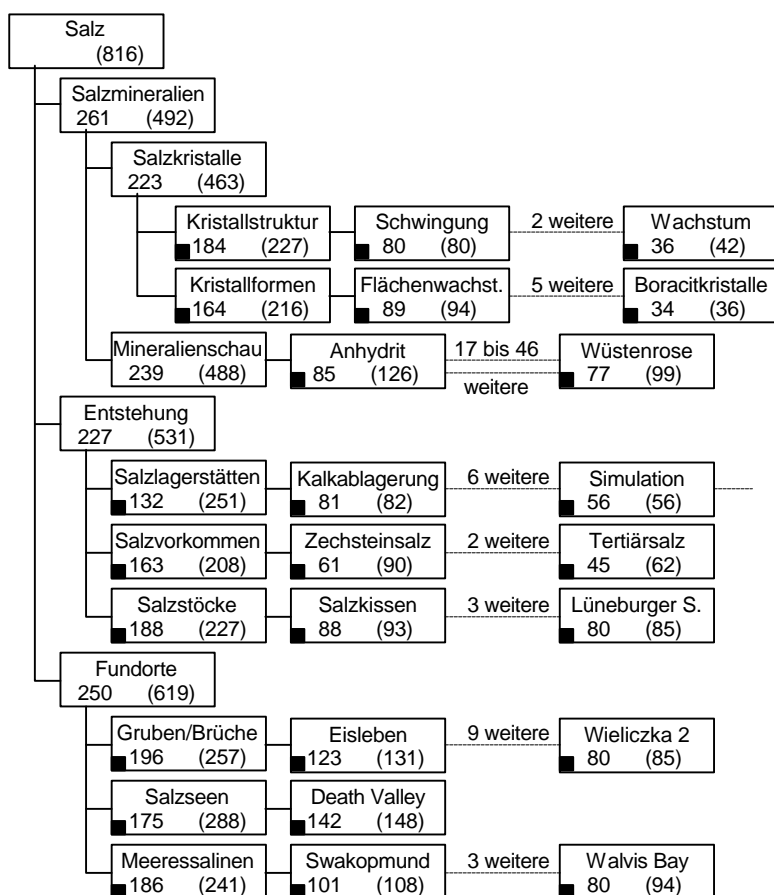 Salz
(816)
Salzmineralien
261 (492)
Salzkristalle
223 (463)
Kristallstruktur Schwingung 2 weitere Wachstum
184 (227) 80 (80) 36 (42)
Kristallformen Flächenwachst. 5 weitere Boracitkristalle
164 (216) 89 (94) 34 (36)
Mineralienschau Anhydrit 17 bis 46 Wüstenrose
239 (488) 85 (126) weitere 77 (99)
Entstehung
227 (531)
Salzlagerstätten Kalkablagerung 6 weitere Simulation
132 (251) 81 (82) 56 (56)
Salzvorkommen Zechsteinsalz 2 weitere Tertiärsalz
163 (208) 61 (90) 45 (62)
Salzstöcke Salzkissen 3 weitere Lüneburger S.
188 (227) 88 (93) 80 (85)
Fundorte
250 (619)
Gruben/Brüche Eisleben 9 weitere Wieliczka 2
196 (257) 123 (131) 80 (85)
Salzseen Death Valley
175 (288) 142 (148)
Meeressalinen Swakopmund 3 weitere Walvis Bay
186 (241) 101 (108) 80 (94)